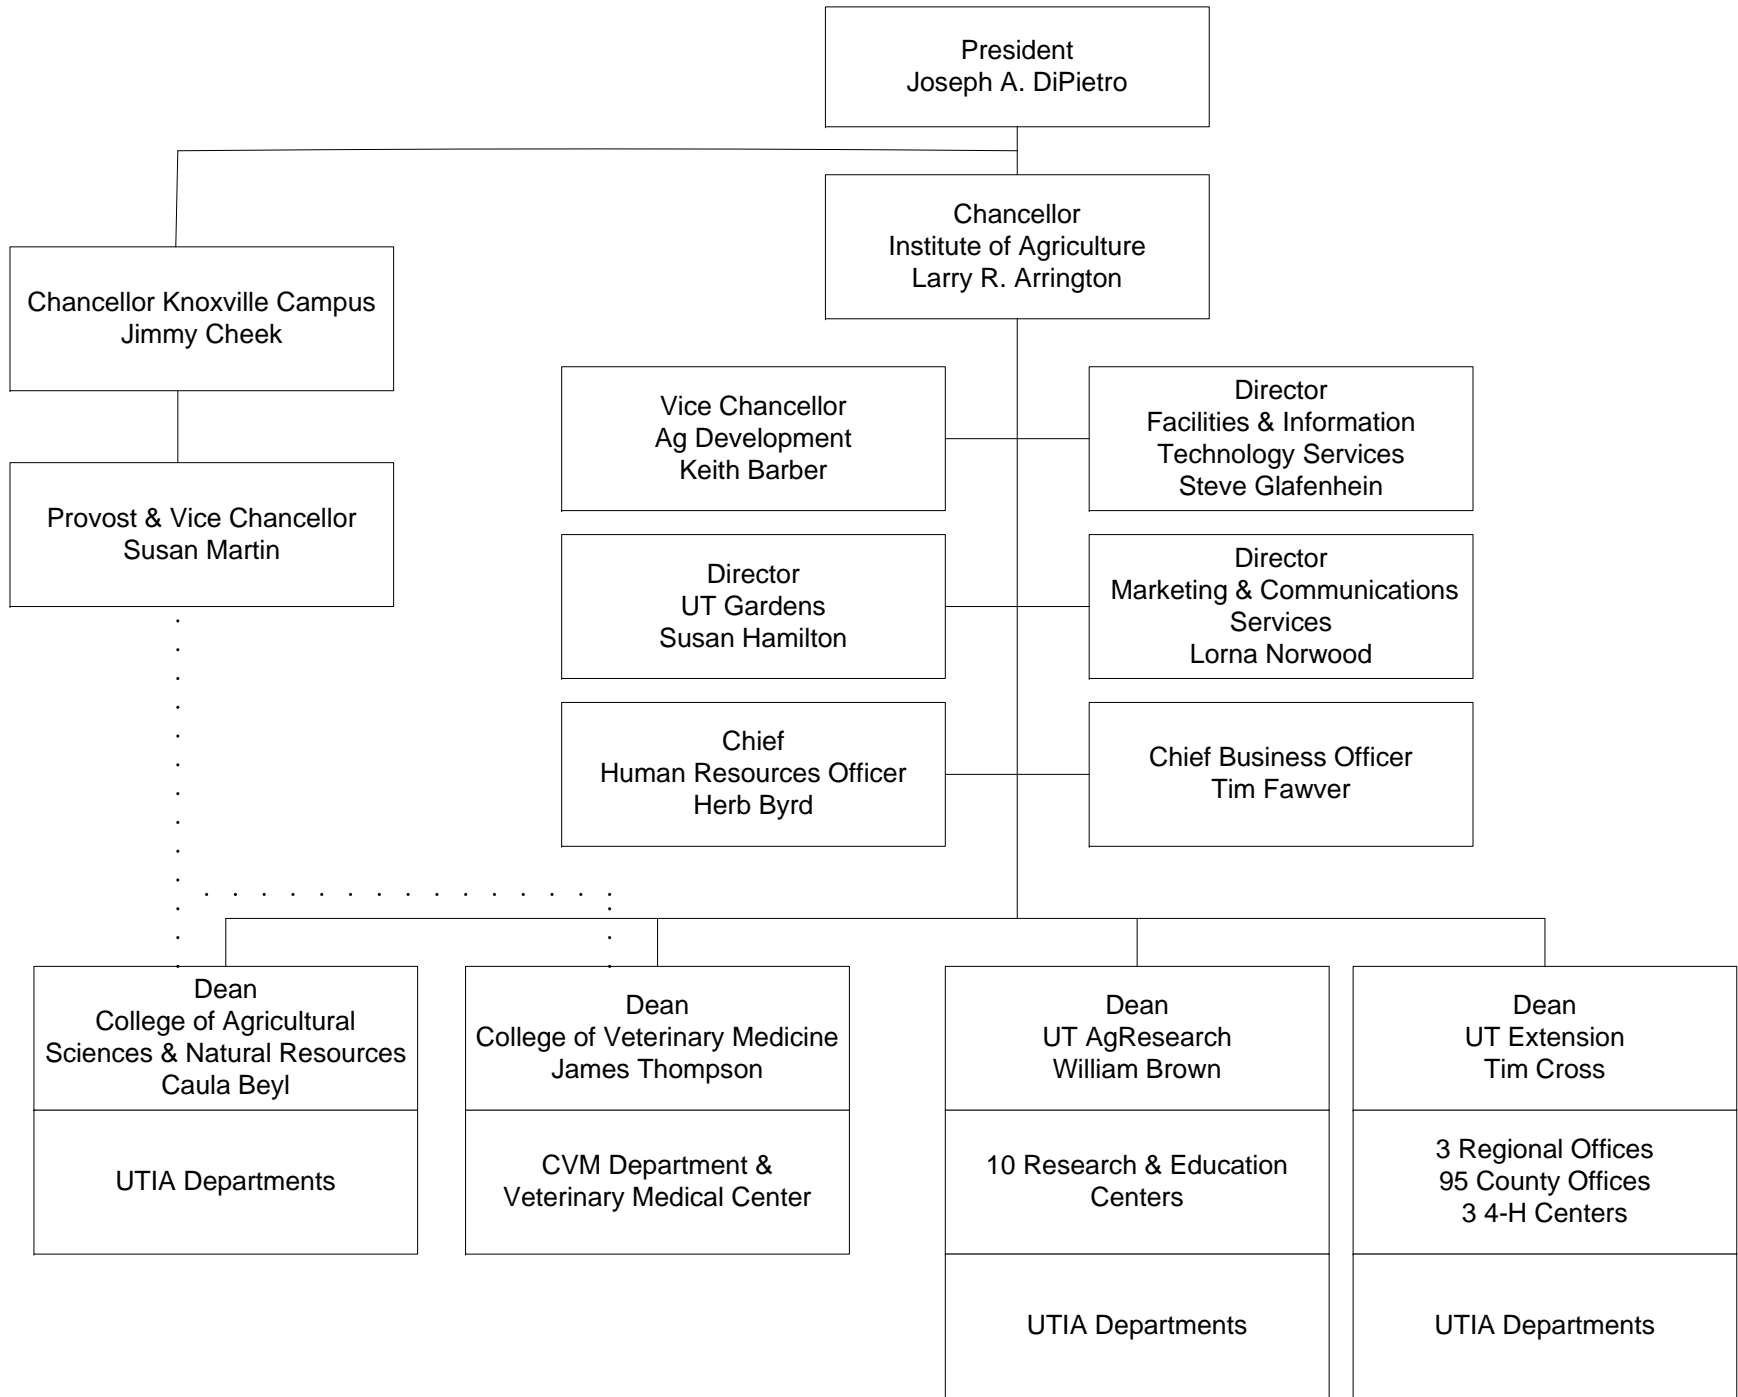 President
Joseph A. DiPietro
Chancellor
Institute of Agriculture
Larry R. Arrington
Chancellor Knoxville Campus
Jimmy Cheek
Provost & Vice Chancellor
Susan Martin
Vice Chancellor
Ag Development
Keith Barber
Director
Facilities & Information
Technology Services
Steve Glafenhein
Director
UT Gardens
Susan Hamilton
Director
Marketing & Communications
Services
Lorna Norwood
Chief
Human Resources Officer
Herb Byrd
Chief Business Officer
Tim Fawver
Dean
College of Agricultural
Sciences & Natural Resources
Caula Beyl
UTIA Departments
Dean
College of Veterinary Medicine
James Thompson
CVM Department &
Veterinary Medical Center
Dean
UT AgResearch
William Brown
10 Research & Education
Centers
UTIA Departments
Dean
UT Extension
Tim Cross
3 Regional Offices
95 County Offices
3 4-H Centers
UTIA Departments